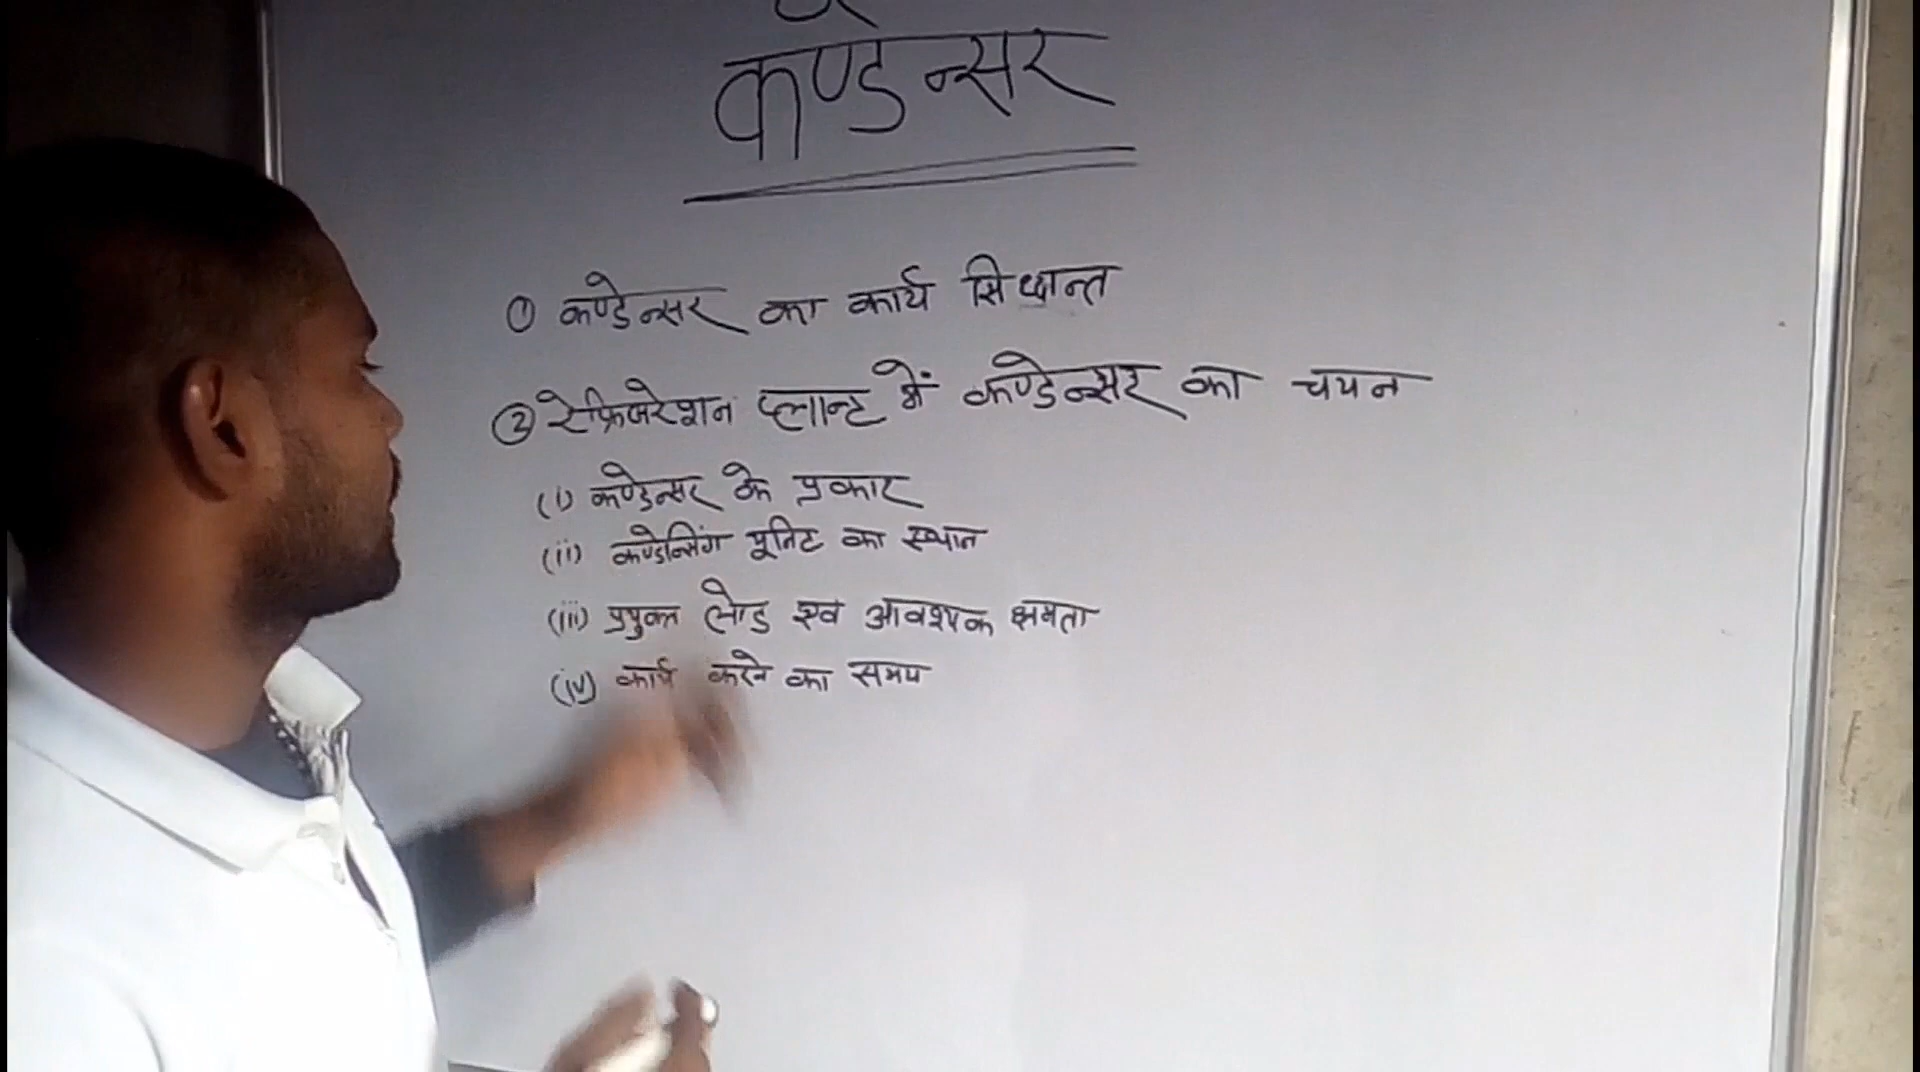 कण्डेन्सर
① कण्डेन्सर का कार्य सिध्दान्त
② रेफ्रिजरेशन प्लान्ट में कण्डेन्सर का चयन
(i) कण्डेन्सर के प्रकार
(ii) कण्डेन्सिंग यूनिट का स्थान
(iii) प्रयुक्त लोड एवं आवश्यक क्षमता
(iv) कार्य करने का समय